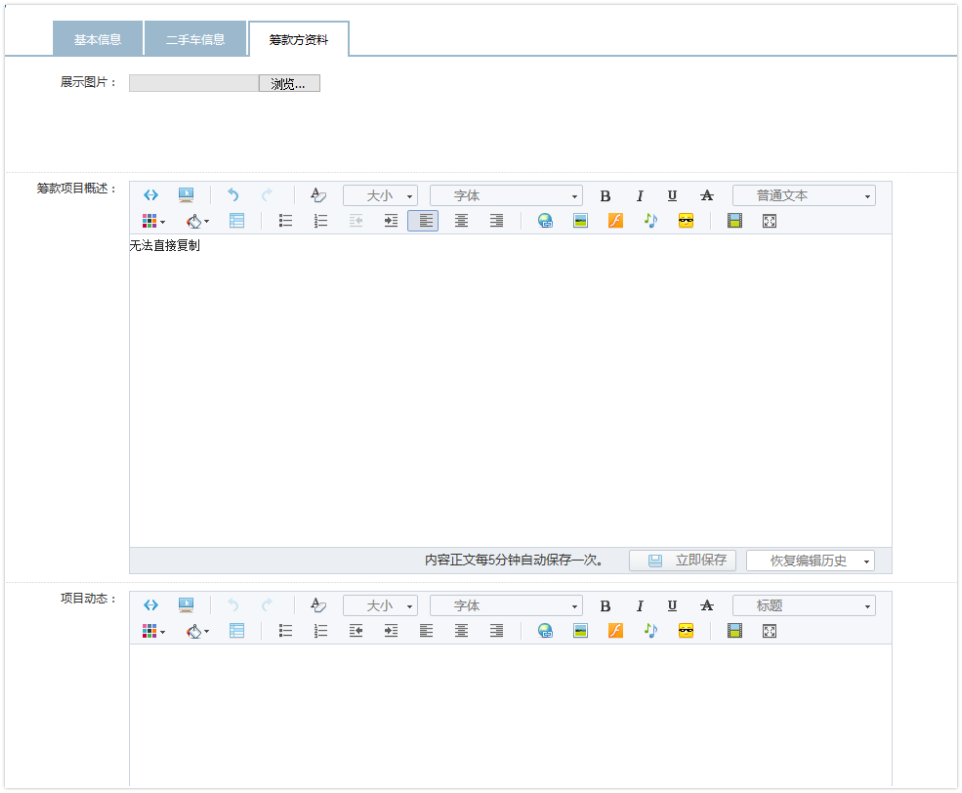 基本信息 二手车信息 筹款方资料
展示图片： 浏览...
筹款项目概述： 大小 字体 B I U A 普通文本
无法直接复制
内容正文每5分钟自动保存一次。 立即保存 恢复编辑历史
项目动态： 大小 字体 B I U A 标题